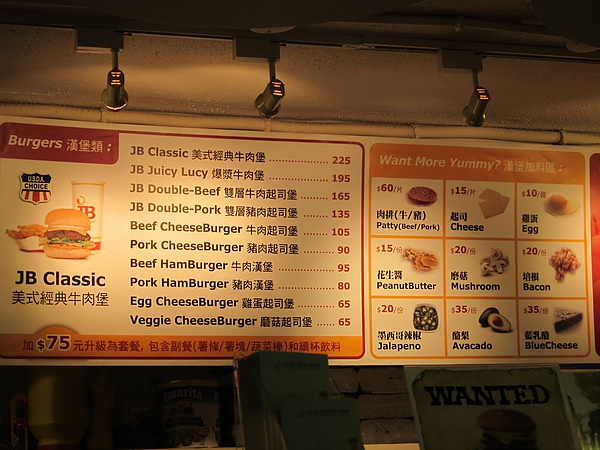 Burgers 漢堡類：
U.S.D.A
CHOICE
JB
JB Classic
美式經典牛肉堡
JB Classic 美式經典牛肉堡 ..................... 225
JB Juicy Lucy 爆漿牛肉堡 ..................... 195
JB Double-Beef 雙層牛肉起司堡 ........... 165
JB Double-Pork 雙層豬肉起司堡 ........... 135
Beef CheeseBurger 牛肉起司堡 ............ 105
Pork CheeseBurger 豬肉起司堡 ............ 90
Beef HamBurger 牛肉漢堡 .................... 95
Pork HamBurger 豬肉漢堡 .................... 80
Egg CheeseBurger 雞蛋起司堡 ............. 65
Veggie CheeseBurger 蘑菇起司堡 ...... 65
加 $75元升級為套餐, 包含副餐(薯條/薯塊/蔬菜棒)和續杯飲料
Want More Yummy? 漢堡加料區：
$60/片
肉排(牛/豬)
Patty(Beef/Pork)
$15/片
起司
Cheese
$10/個
雞蛋
Egg
$15/份
花生醬
PeanutButter
$20/份
磨菇
Mushroom
$20/份
培根
Bacon
$20/份
墨西哥辣椒
Jalapeno
$35/份
酪梨
Avacado
$35/份
藍乳酪
BlueCheese
WANTED